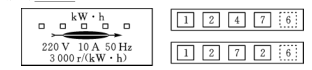 kW·h
220 V 10 A 50 Hz
3 000 r/(kW·h)
1 2 4 7 6
1 2 7 2 6